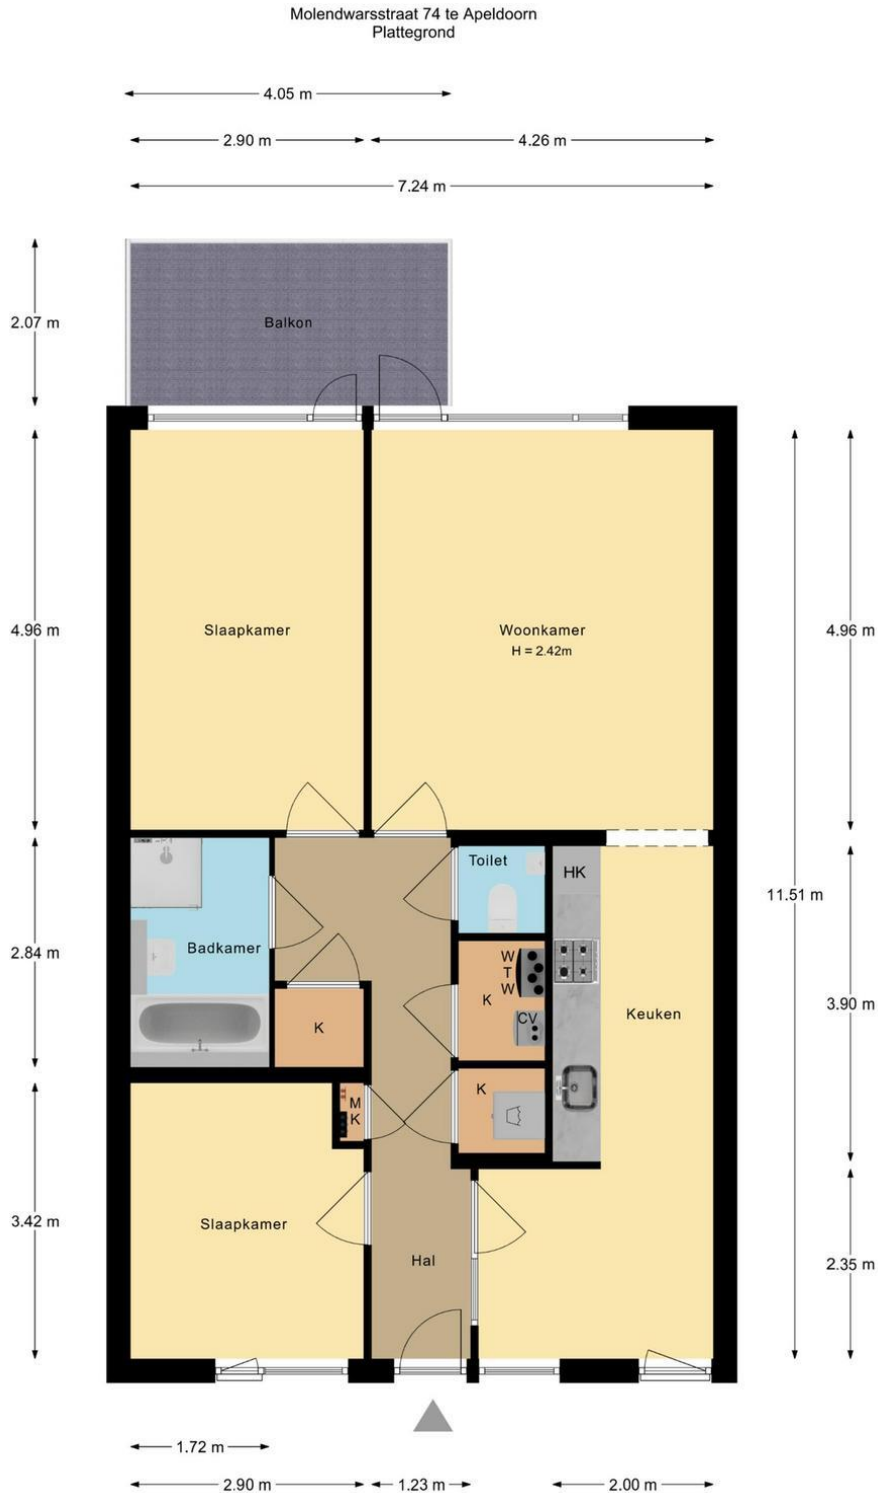 Molendwarsstraat 74 te Apeldoorn
Plattegrond
4.05 m
2.90 m
4.26 m
7.24 m
2.07 m
Balkon
4.96 m
Slaapkamer
Woonkamer
H = 2.42m
4.96 m
11.51 m
Toilet
HK
Badkamer
2.84 m
W
T
W
K
CV
Keuken
3.90 m
K
K
M
K
3.42 m
Slaapkamer
Hal
2.35 m
1.72 m
2.90 m
1.23 m
2.00 m